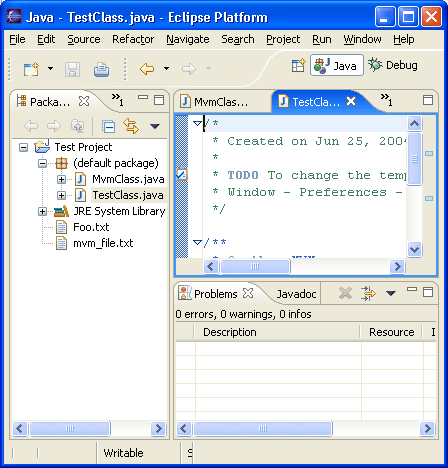 Java - TestClass.java - Eclipse Platform
File Edit Source Refactor Navigate Search Project Run Window Help
Java Debug
Packa... »1
MvmClass... TestCla... »1
Test Project
(default package)
MvmClass.java
TestClass.java
JRE System Library
Foo.txt
mvm_file.txt
/*
* Created on Jun 25, 200
*
* TODO To change the temp
* Window - Preferences -
*/
/**
Problems Javadoc
0 errors, 0 warnings, 0 infos
Description Resource I
Writable S